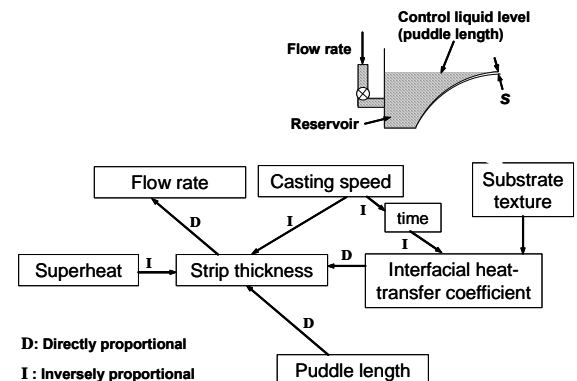 Control liquid level
(puddle length)
Flow rate
S
Reservoir
Flow rate
Casting speed
Substrate
texture
D
I
I
time
I
Superheat
I
Strip thickness
D
Interfacial heat-
transfer coefficient
D
D: Directly proportional
I : Inversely proportional
Puddle length